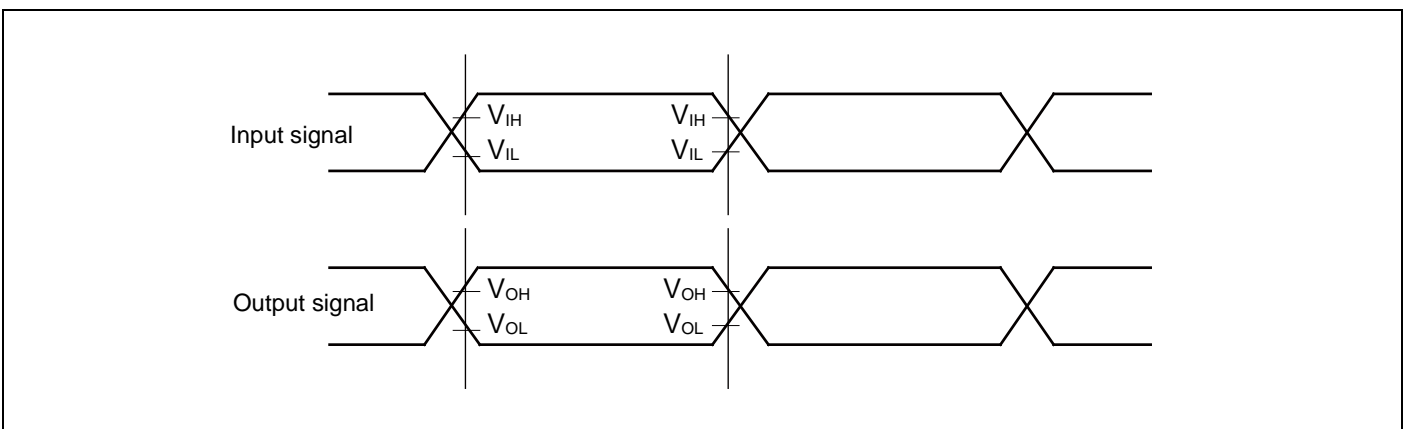 VIH VIH
Input signal
VIL VIL
VOH VOH
Output signal
VOL VOL